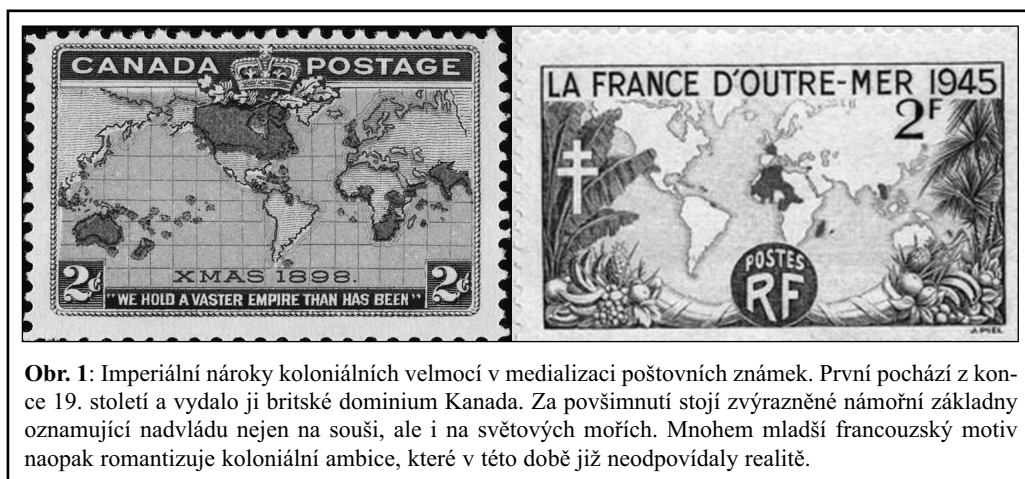 CANADA POSTAGE
XMAS 1898.
2¢ 2¢
"WE HOLD A VASTER EMPIRE THAN HAS BEEN"
LA FRANCE D'OUTRE-MER 1945
2F
POSTES
RF
J.PIEL
Obr. 1: Imperiální nároky koloniálních velmocí v medializaci poštovních známek. První pochází z kon-
ce 19. století a vydalo ji britské dominium Kanada. Za povšimnutí stojí zvýrazněné námořní základny
oznamující nadvládu nejen na souši, ale i na světových mořích. Mnohem mladší francouzský motiv
naopak romantizuje koloniální ambice, které v této době již neodpovídaly realitě.